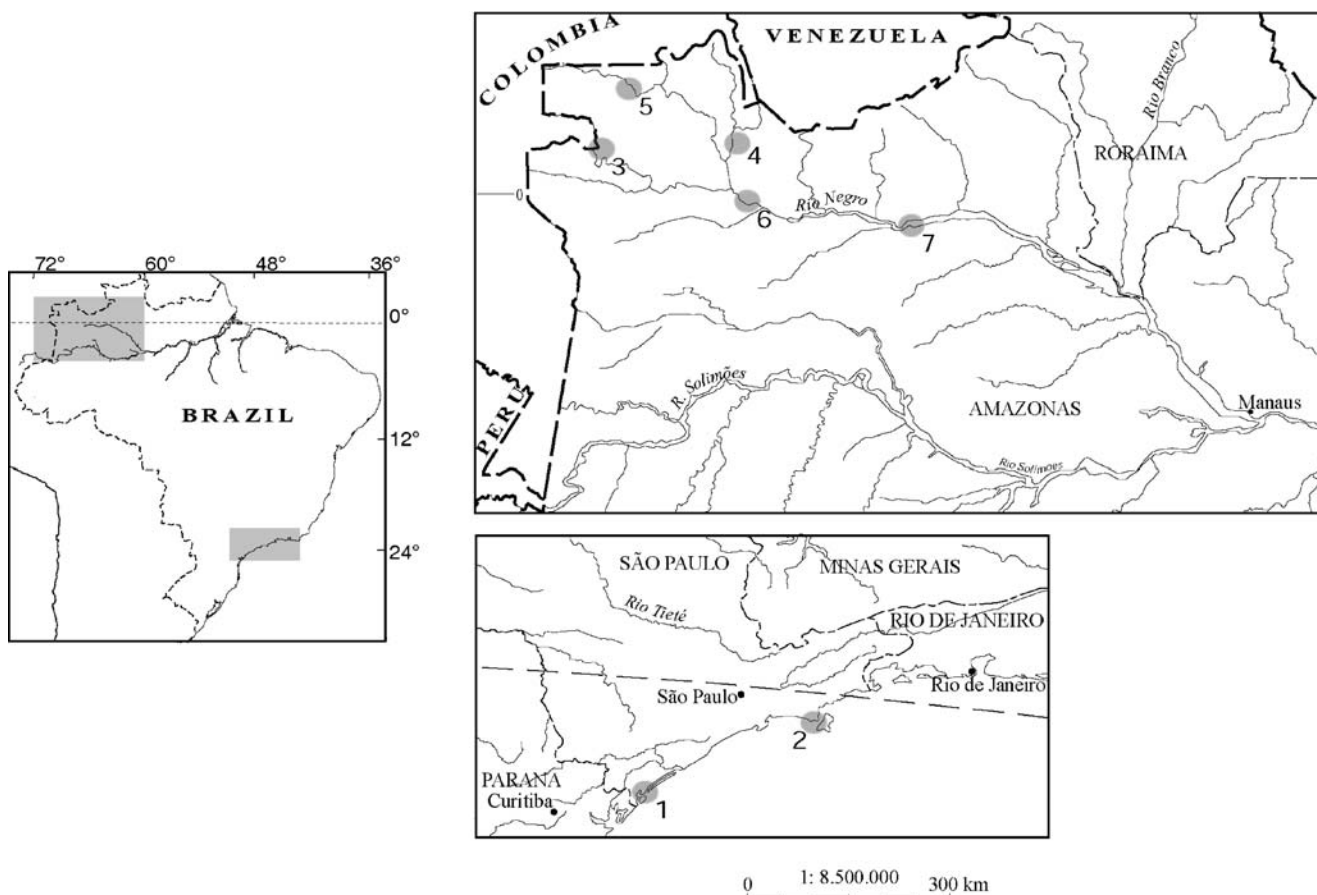 72°
60°
48°
36°
0°
BRAZIL
12°
24°
COLOMBIA
VENEZUELA
PERU
Rio Branco
RORAIMA
5
4
3
0
6
Rio Negro
7
R. Solimões
AMAZONAS
Manaus
Rio Solimões
SÃO PAULO
MINAS GERAIS
Rio Tietê
RIO DE JANEIRO
São Paulo
Rio de Janeiro
2
PARANA
Curitiba
1
1: 8.500.000
0 300 km